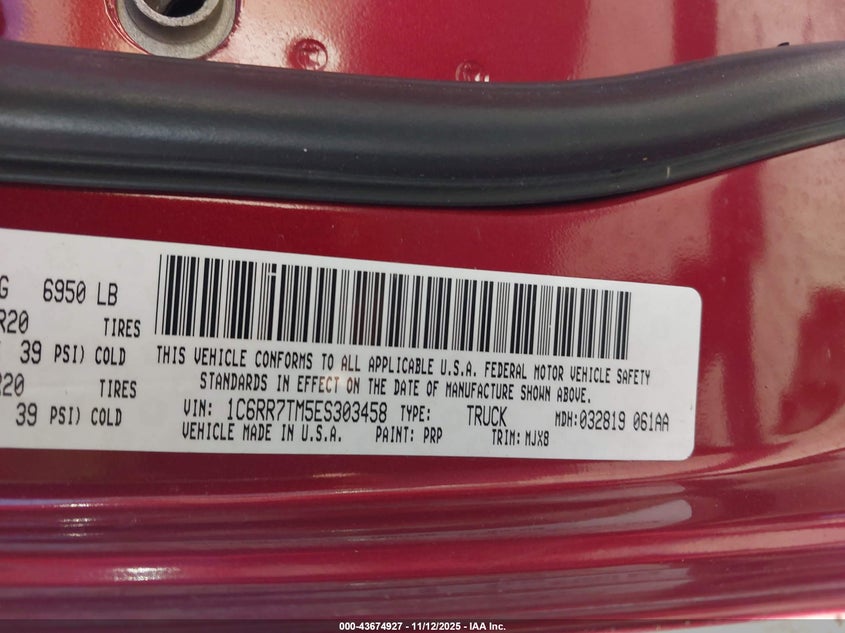 G 6950 LB
R20 TIRES
39 PSI) COLD
R20 TIRES
39 PSI) COLD
THIS VEHICLE CONFORMS TO ALL APPLICABLE U.S.A. FEDERAL MOTOR VEHICLE SAFETY
STANDARDS IN EFFECT ON THE DATE OF MANUFACTURE SHOWN ABOVE.
VIN: 1C6RR7TM5ES303458 TYPE: TRUCK MDH:032819 061AA
VEHICLE MADE IN U.S.A. PAINT: PRP TRIM: MJX8
000-43674927 - 11/12/2025 - IAA Inc.